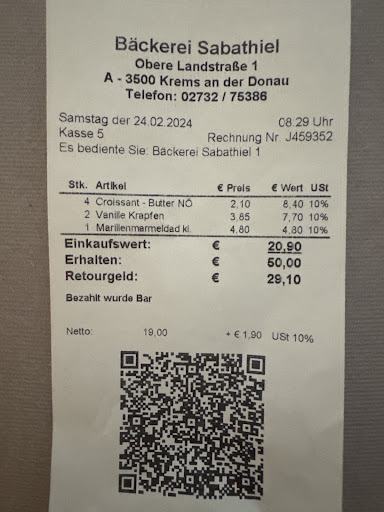 Bäckerei Sabathiel
Obere Landstraße 1
A - 3500 Krems an der Donau
Telefon: 02732 / 75386
Samstag der 24.02.2024 08:29 Uhr
Kasse 5 Rechnung Nr. J459352
Es bediente Sie: Bäckerei Sabathiel 1
Stk. Artikel € Preis € Wert USt
4 Croissant - Butter NÖ 2,10 8,40 10%
2 Vanille Krapfen 3,85 7,70 10%
1 Marillenmarmeldad kl. 4,80 4,80 10%
Einkaufswert: € 20,90
Erhalten: € 50,00
Retourgeld: € 29,10
Bezahlt wurde Bar
Netto: 19,00 + € 1,90 USt 10%